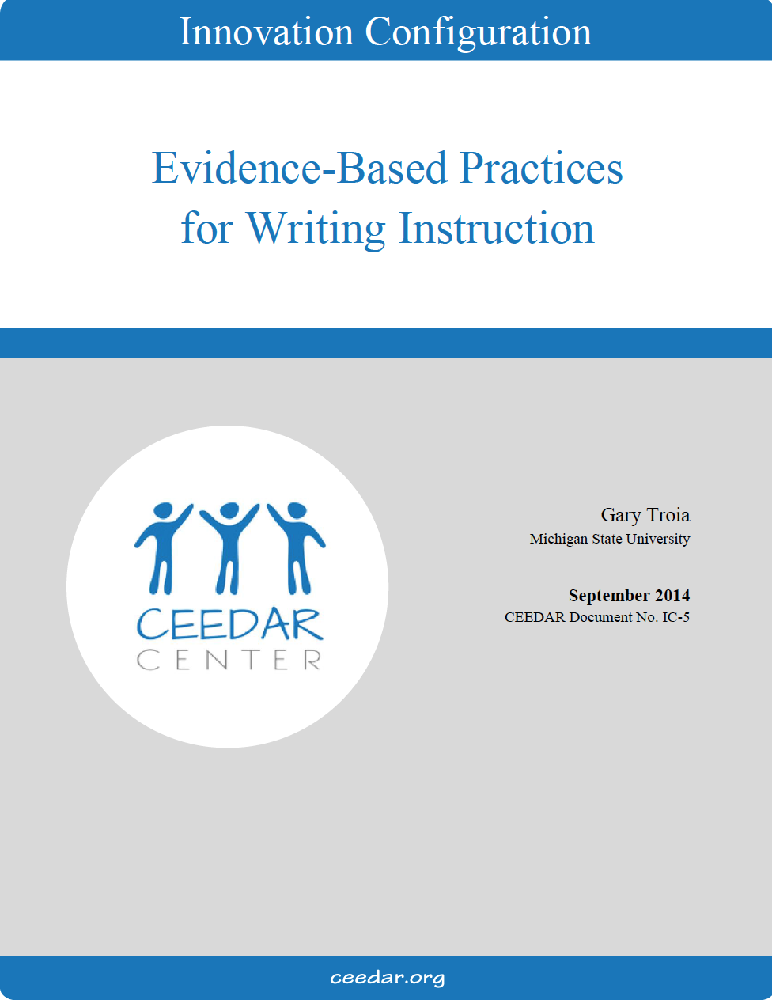 Innovation Configuration
Evidence-Based Practices
for Writing Instruction
Gary Troia
Michigan State University
September 2014
CEEDAR Document No. IC-5
CEEDAR
CENTER
ceedar.org